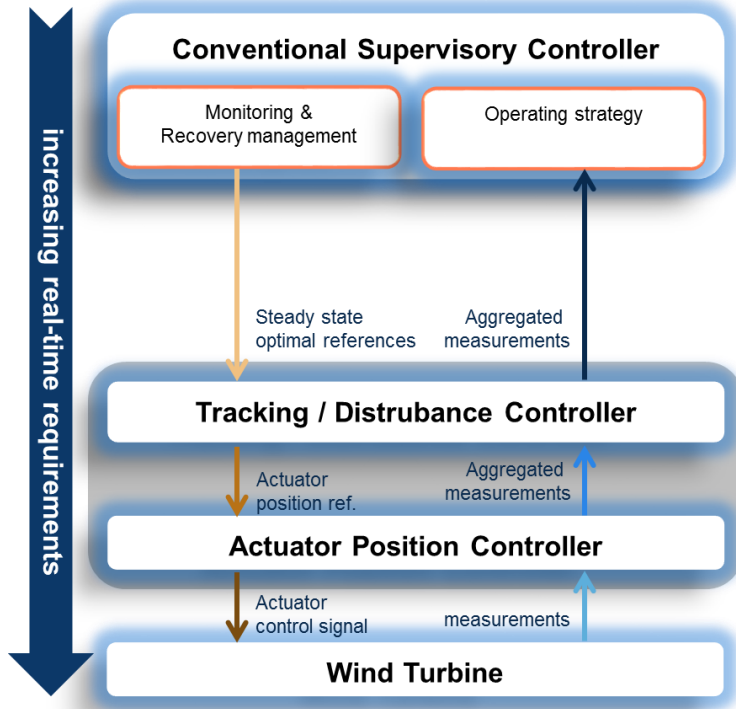 increasing real-time requirements
Conventional Supervisory Controller
Monitoring &
Recovery management
Operating strategy
Steady state
optimal references
Aggregated
measurements
Tracking / Distrubance Controller
Actuator
position ref.
Aggregated
measurements
Actuator Position Controller
Actuator
control signal
measurements
Wind Turbine